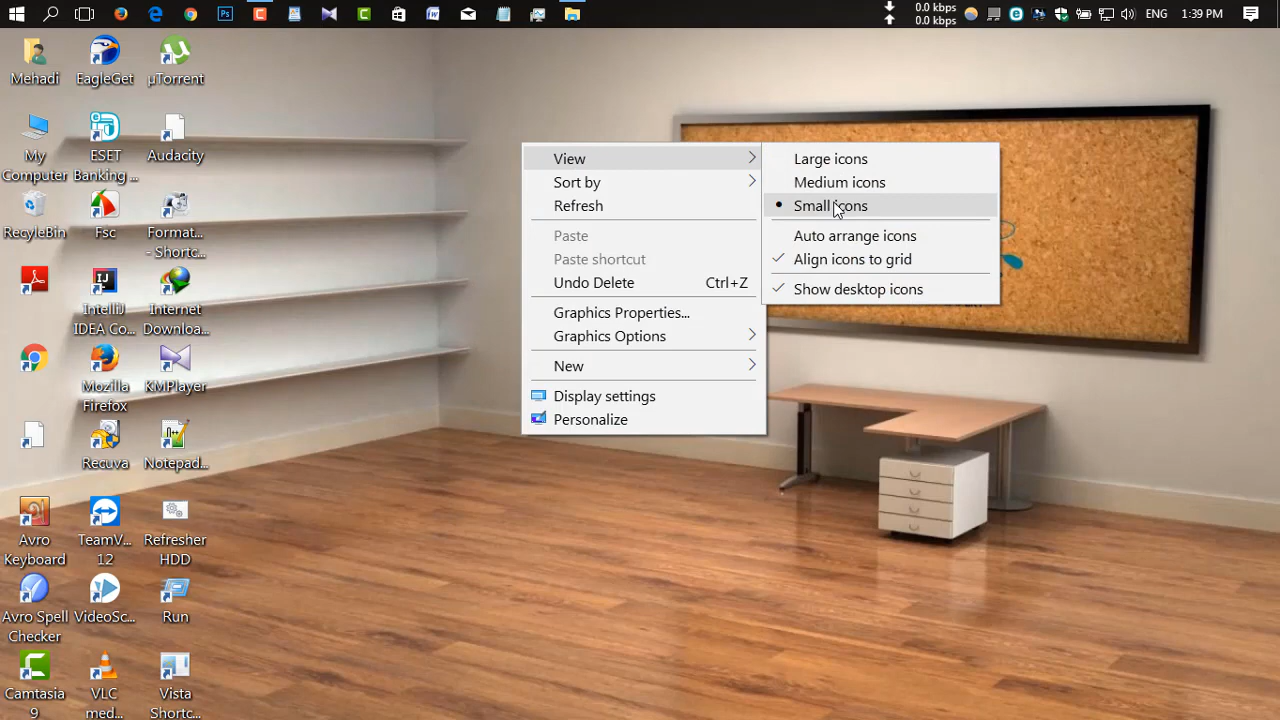 0.0 kbps
0.0 kbps
ENG
1:39 PM
Mehadi
EagleGet
µTorrent
My
Computer
ESET
Banking ...
Audacity
RecyleBin
Fsc
Format...
- Shortc...
IntelliJ
IDEA Co...
Internet
Downloa...
Mozilla
Firefox
KMPlayer
Recuva
Notepad...
Avro
Keyboard
TeamV...
12
Refresher
HDD
Avro Spell
Checker
VideoSc...
Run
Camtasia
9
VLC
med...
Vista
Shortc...
View
Sort by
Refresh
Paste
Paste shortcut
Undo Delete Ctrl+Z
Graphics Properties...
Graphics Options
New
Display settings
Personalize
Large icons
Medium icons
Small icons
Auto arrange icons
Align icons to grid
Show desktop icons